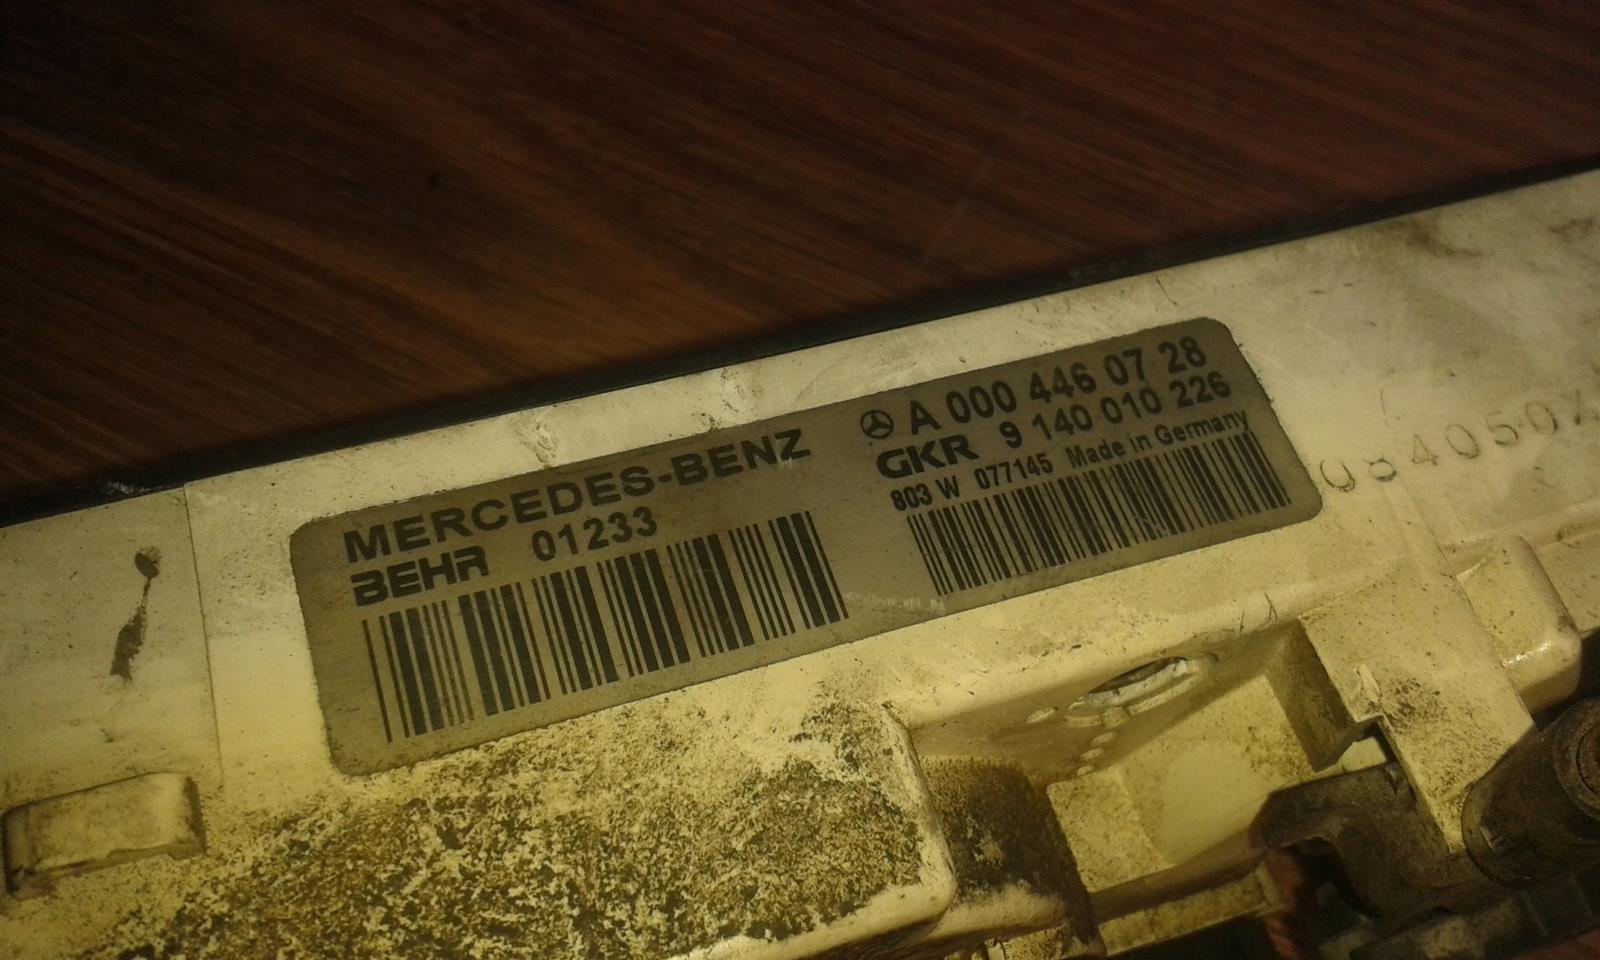 MERCEDES-BENZ
BEHR 01233
A 000 446 07 28
GKR 9 140 010 226
803 W 077145 Made in Germany